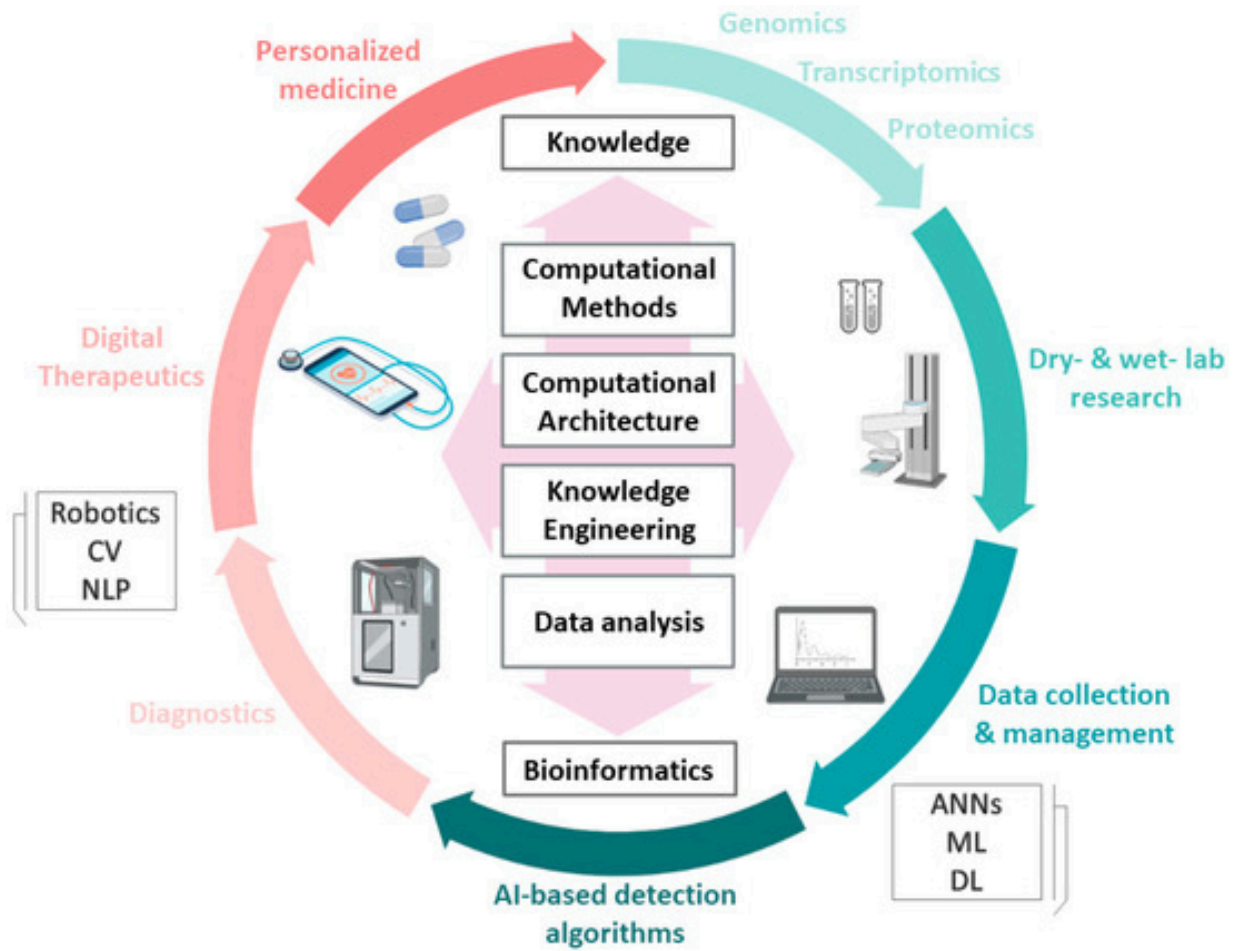 Genomics
Transcriptomics
Proteomics
Personalized
medicine
Knowledge
Computational
Methods
Computational
Architecture
Knowledge
Engineering
Data analysis
Bioinformatics
Dry- & wet- lab
research
Data collection
& management
ANNs
ML
DL
AI-based detection
algorithms
Diagnostics
Robotics
CV
NLP
Digital
Therapeutics